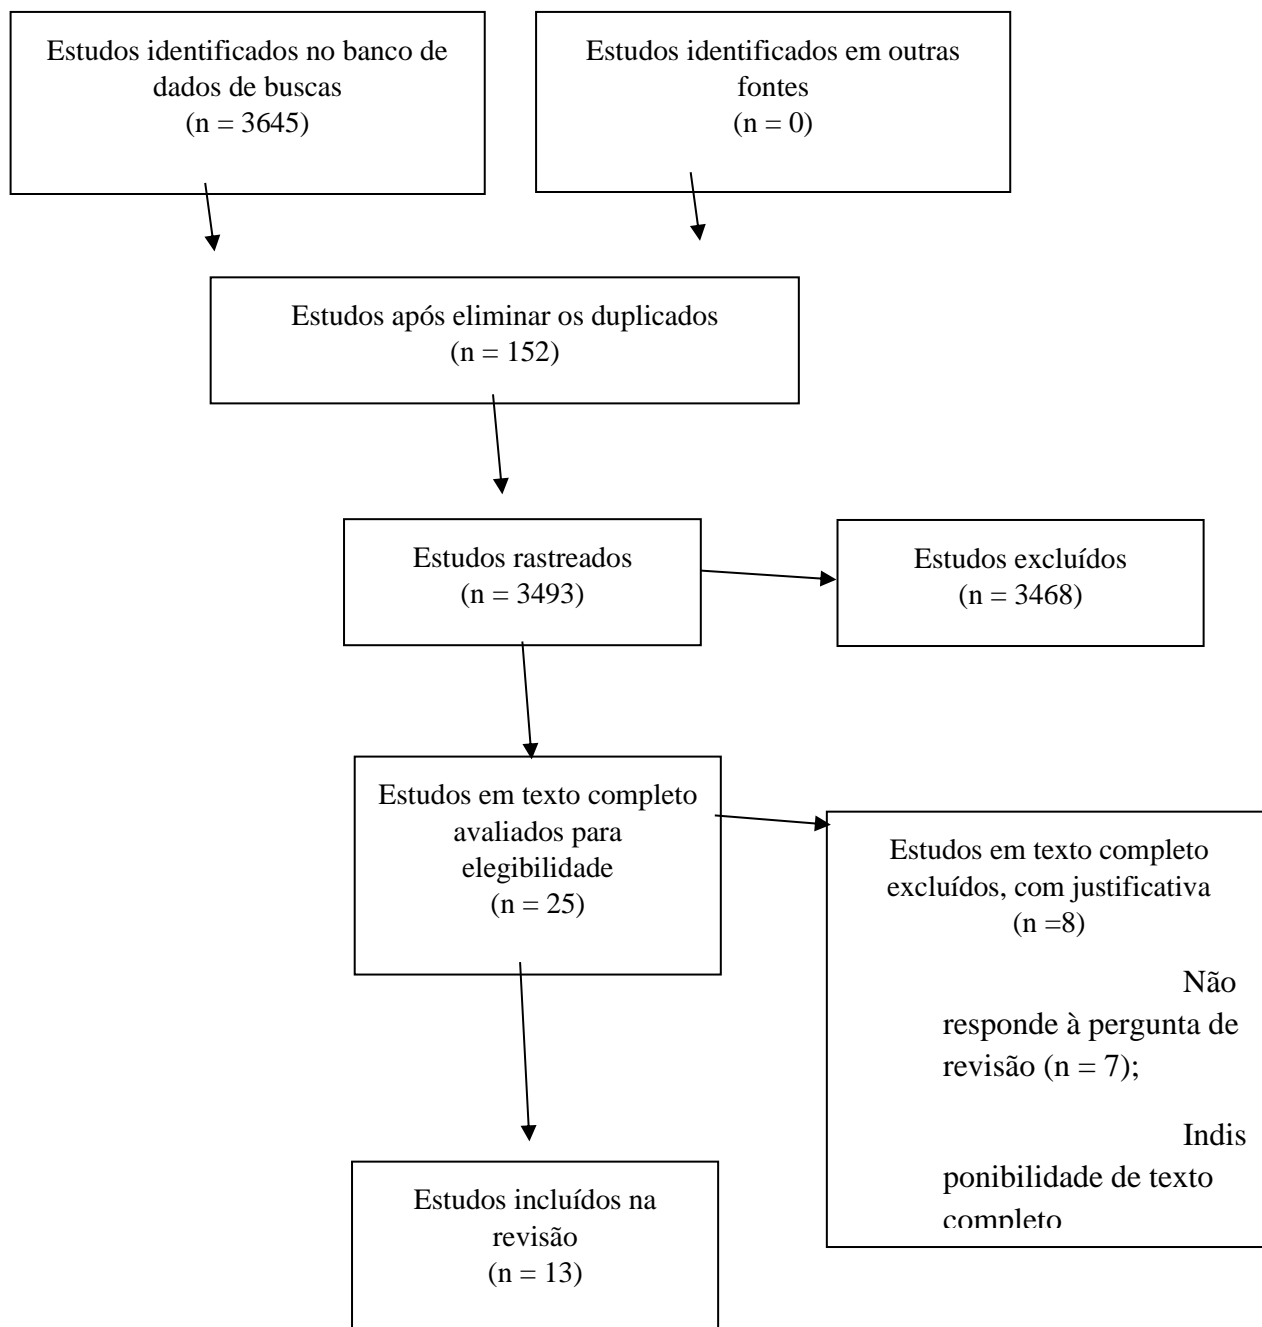 Estudos identificados no banco de
dados de buscas
(n = 3645)
Estudos identificados em outras
fontes
(n = 0)
Estudos após eliminar os duplicados
(n = 152)
Estudos rastreados
(n = 3493)
Estudos excluídos
(n = 3468)
Estudos em texto completo
avaliados para
elegibilidade
(n = 25)
Estudos em texto completo
excluídos, com justificativa
(n =8)
Não
responde à pergunta de
revisão (n = 7);
Indis
ponibilidade de texto
completo
Estudos incluídos na
revisão
(n = 13)